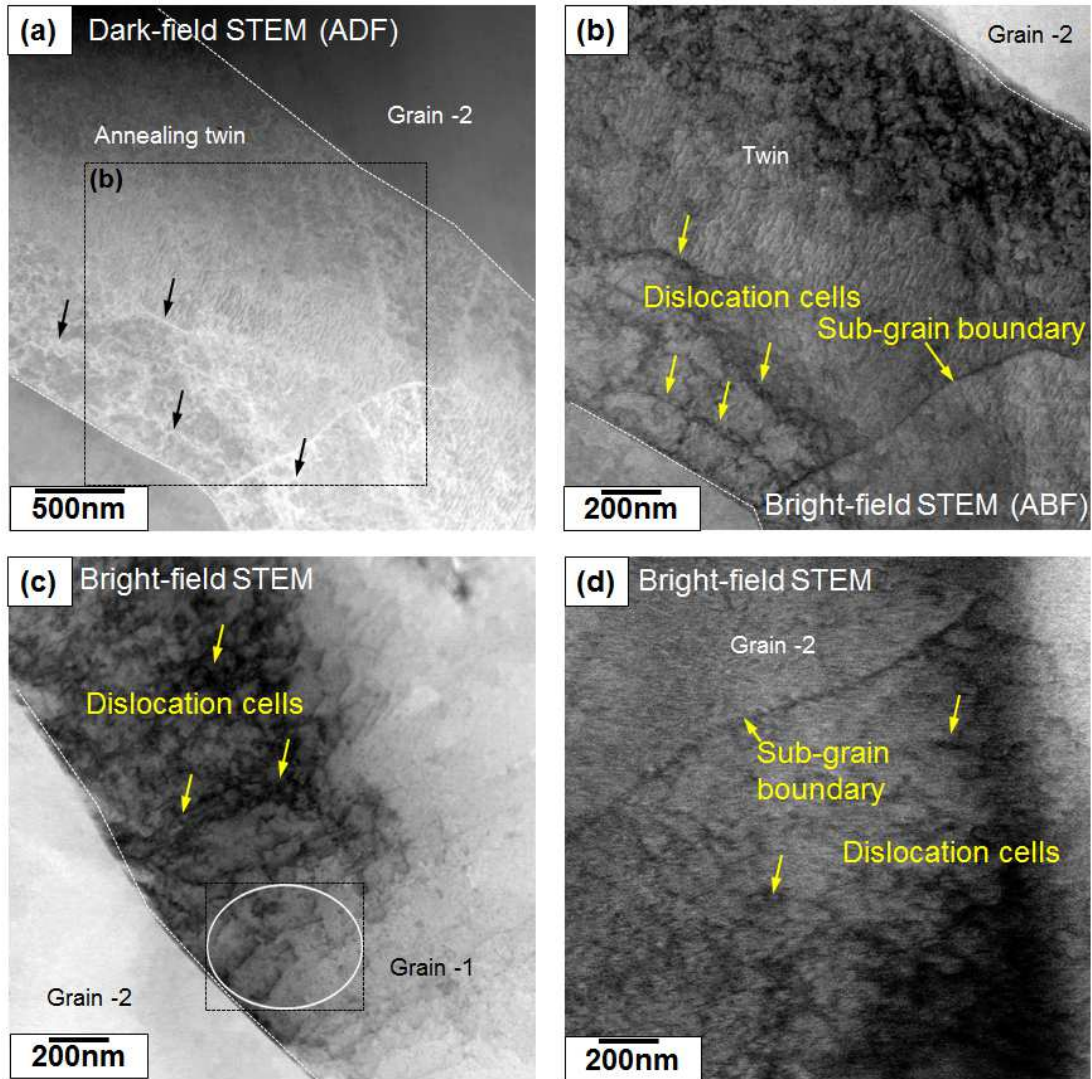 (a)
Dark-field STEM (ADF)
Grain -2
Annealing twin
(b)
500nm
(b)
Grain -2
Twin
Dislocation cells
Sub-grain boundary
200nm
Bright-field STEM (ABF)
(c)
Bright-field STEM
Dislocation cells
Grain -1
Grain -2
200nm
(d)
Bright-field STEM
Grain -2
Sub-grain
boundary
Dislocation cells
200nm